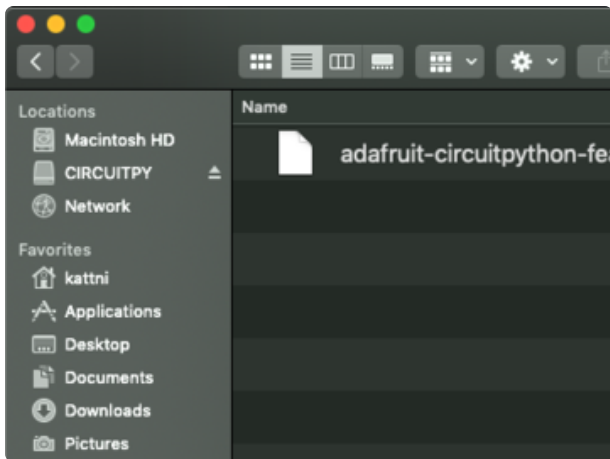 Locations
Macintosh HD
CIRCUITPY
Network
Favorites
kattni
Applications
Desktop
Documents
Downloads
Pictures
Name
adafruit-circuitpython-fea